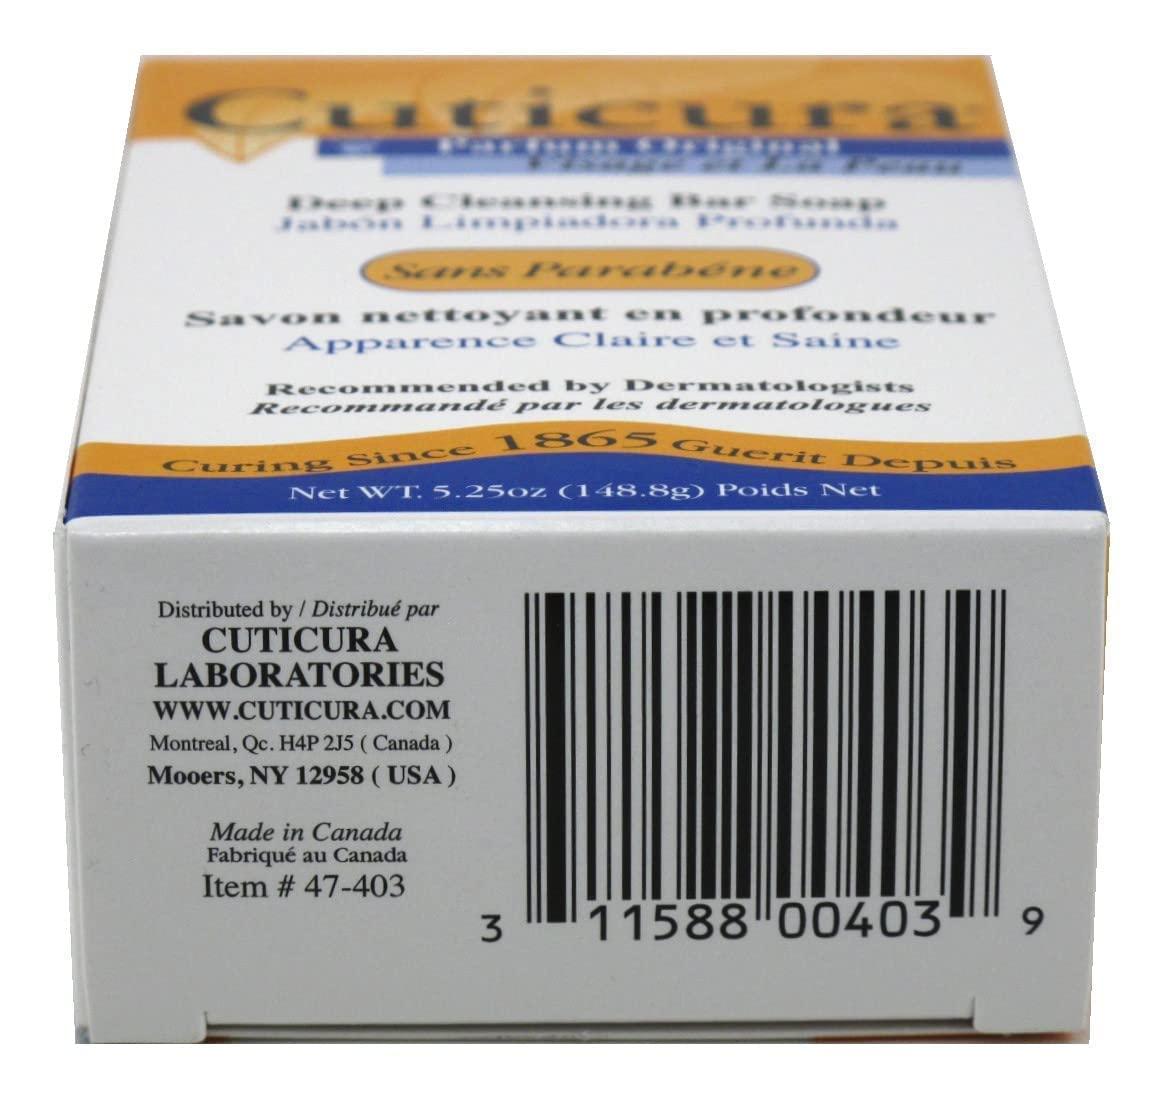 Cuticura
Parfum Original
Visage et La Peau
Deep Cleansing Bar Soap
Jabón Limpiadora Profunda
Sans Parabéne
Savon nettoyant en profondeur
Apparence Claire et Saine
Recommended by Dermatologists
Recommandé par les dermatologues
Curing Since 1865 Guerit Depuis
Net WT. 5.25oz (148.8g) Poids Net
Distributed by / Distribué par
CUTICURA
LABORATORIES
WWW.CUTICURA.COM
Montreal, Qc. H4P 2J5 ( Canada )
Mooers, NY 12958 ( USA )
Made in Canada
Fabriqué au Canada
Item # 47-403
3 11588 00403 9